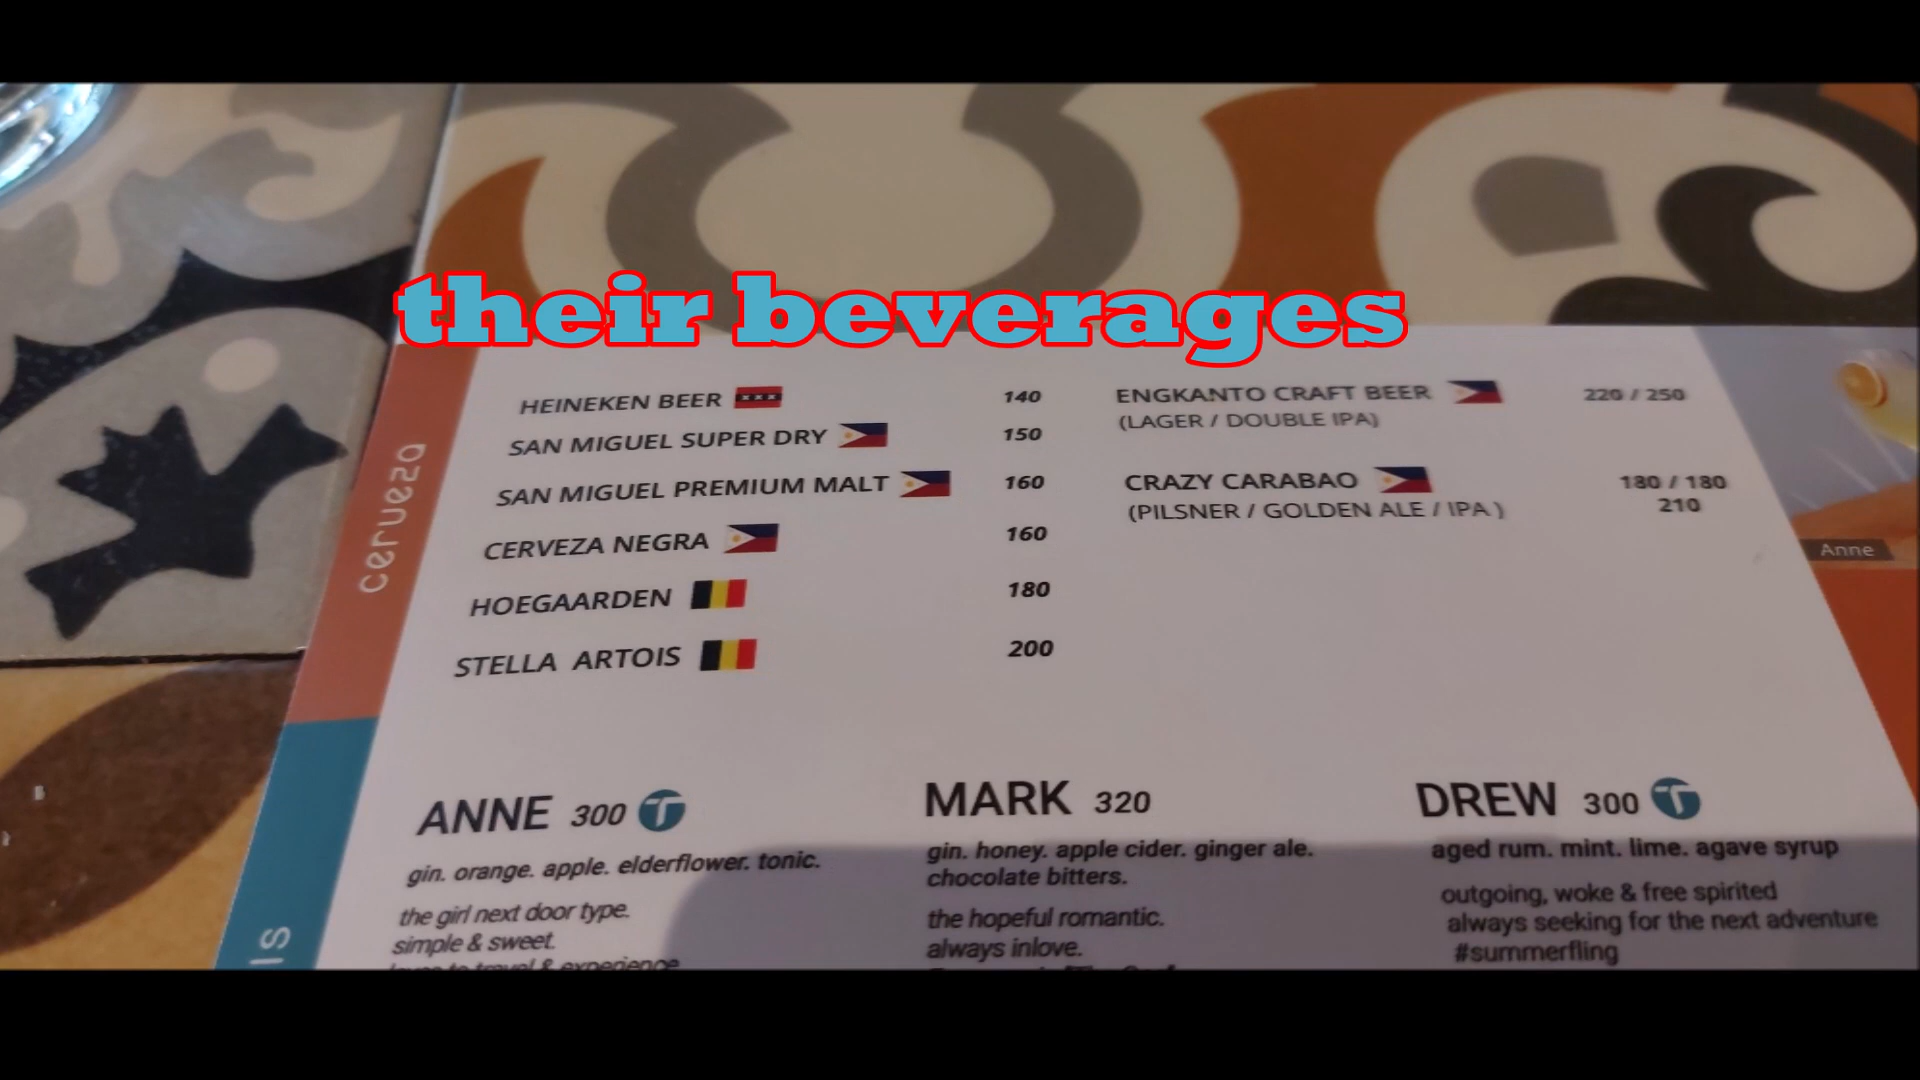 their beverages
cerueza
HEINEKEN BEER 140
SAN MIGUEL SUPER DRY 150
SAN MIGUEL PREMIUM MALT 160
CERVEZA NEGRA 160
HOEGAARDEN 180
STELLA ARTOIS 200
ENGKANTO CRAFT BEER 220 / 250
(LAGER / DOUBLE IPA)
CRAZY CARABAO 180 / 180
(PILSNER / GOLDEN ALE / IPA ) 210
Anne
ANNE 300
gin. orange. apple. elderflower. tonic.
the girl next door type.
simple & sweet.
MARK 320
gin. honey. apple cider. ginger ale.
chocolate bitters.
the hopeful romantic.
always inlove.
DREW 300
aged rum. mint. lime. agave syrup
outgoing, woke & free spirited
always seeking for the next adventure
#summerfling